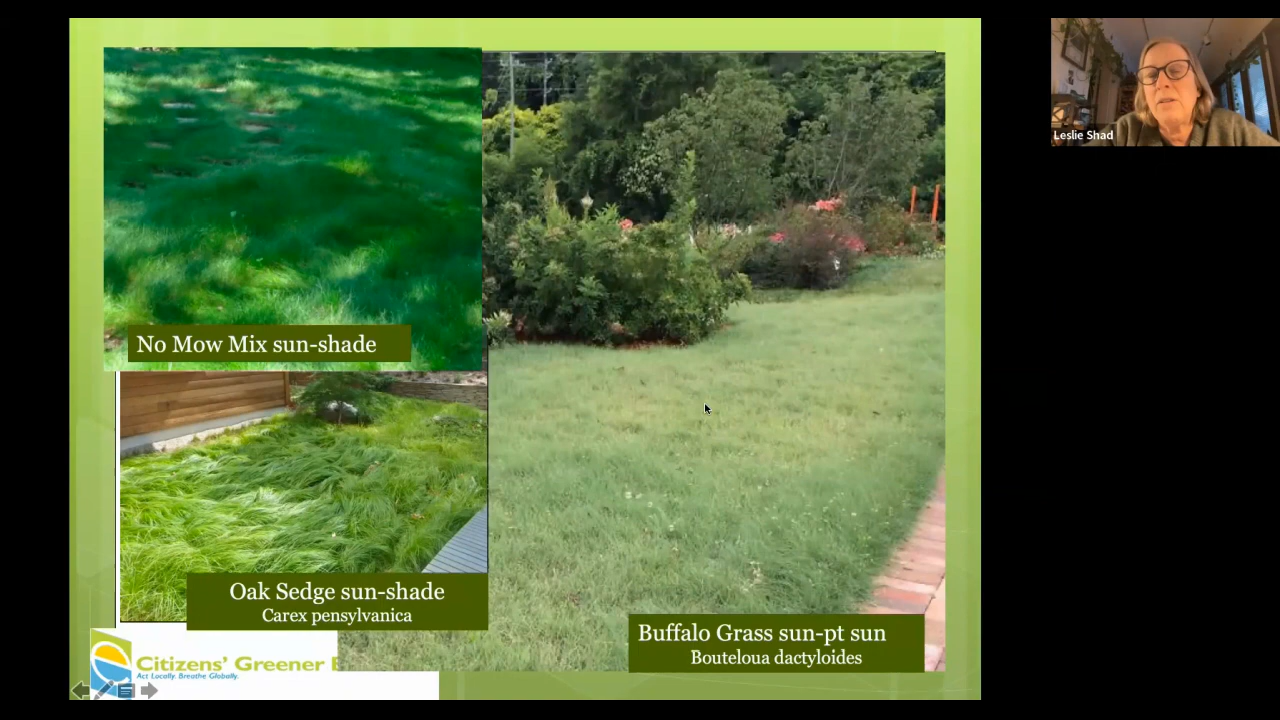 No Mow Mix sun-shade
Leslie Shad
Oak Sedge sun-shade
Carex pensylvanica
Buffalo Grass sun-pt sun
Bouteloua dactyloides
Citizens' Greener
Act Locally. Breathe Globally.